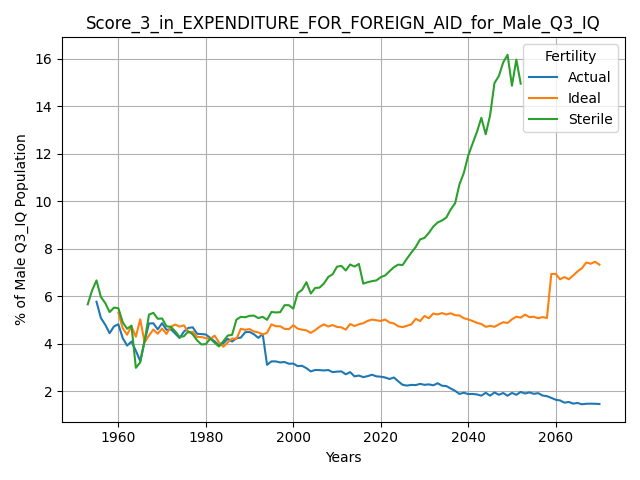 Score_3_in_EXPENDITURE_FOR_FOREIGN_AID_for_Male_Q3_IQ
Fertility
Actual
Ideal
Sterile
% of Male Q3_IQ Population
16
14
12
10
8
6
4
2
1960 1980 2000 2020 2040 2060
Years